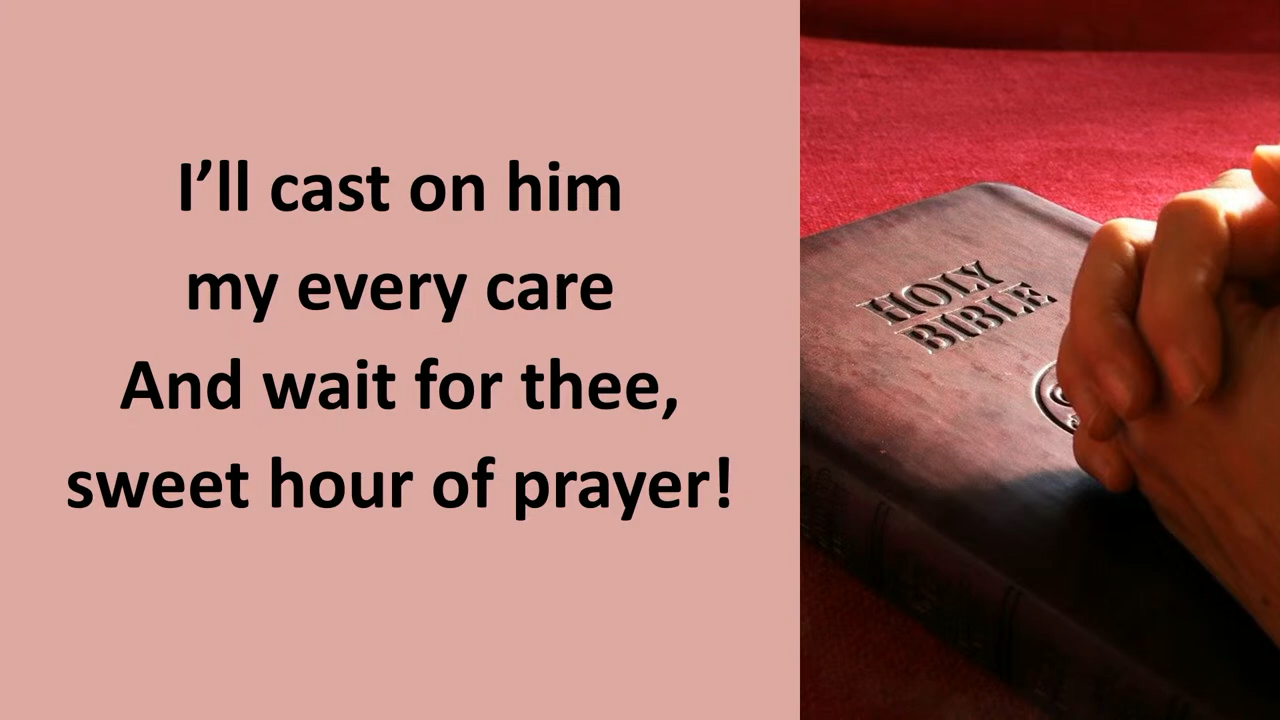 I’ll cast on him
my every care
And wait for thee,
sweet hour of prayer!
HOLY
BIBLE